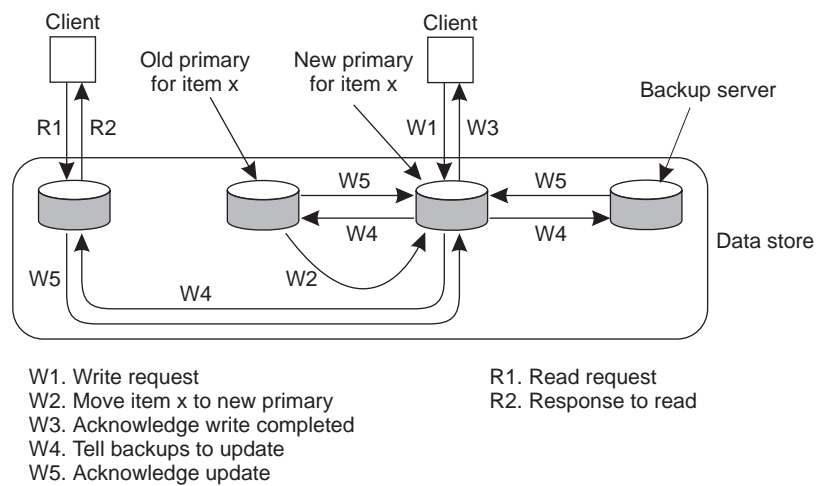 Client
Client
Old primary
for item x
New primary
for item x
Backup server
R1
R2
W1
W3
W5
W5
W4
W4
Data store
W5
W4
W2
W1. Write request
W2. Move item x to new primary
W3. Acknowledge write completed
W4. Tell backups to update
W5. Acknowledge update
R1. Read request
R2. Response to read